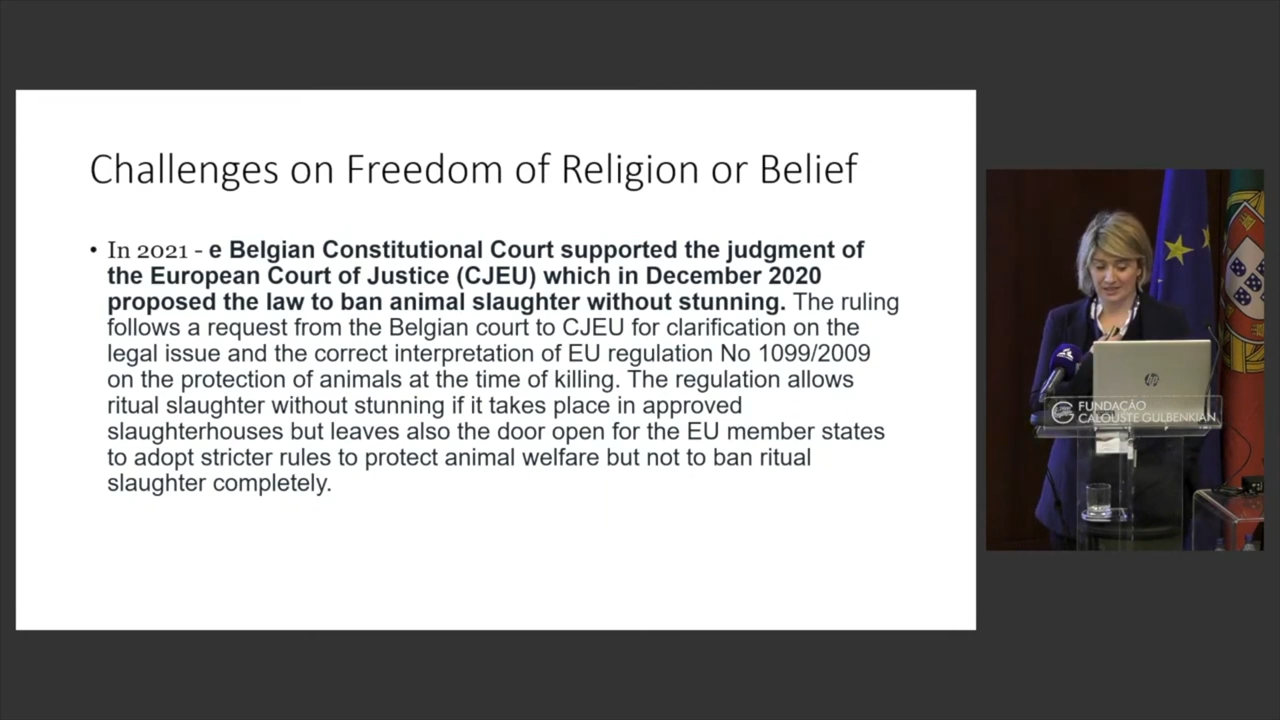 Challenges on Freedom of Religion or Belief
• In 2021 - e Belgian Constitutional Court supported the judgment of
the European Court of Justice (CJEU) which in December 2020
proposed the law to ban animal slaughter without stunning. The ruling
follows a request from the Belgian court to CJEU for clarification on the
legal issue and the correct interpretation of EU regulation No 1099/2009
on the protection of animals at the time of killing. The regulation allows
ritual slaughter without stunning if it takes place in approved
slaughterhouses but leaves also the door open for the EU member states
to adopt stricter rules to protect animal welfare but not to ban ritual
slaughter completely.
hp
FUNDAÇÃO
CALOUSTE GULBENKIAN